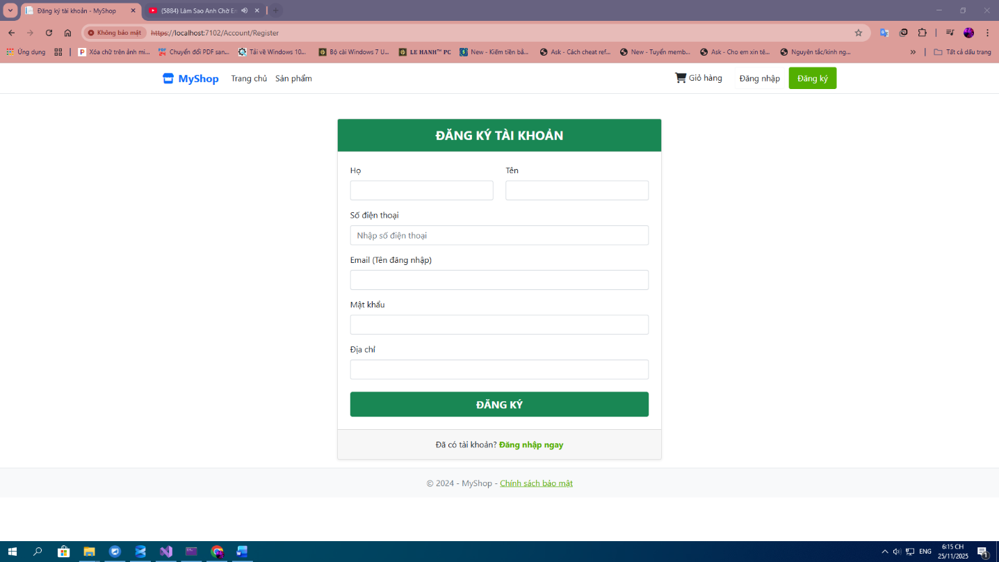 Đăng ký tài khoản - MyShop
(5884) Làm Sao Anh Chờ Em
Không bảo mật https://localhost:7102/Account/Register
Ứng dụng
Xóa chữ trên ảnh mi...
Chuyển đổi PDF san...
Tải về Windows 10...
Bộ cài Windows 7 U...
LE HANH™ PC
New - Kiếm tiền bằ...
Ask - Cách cheat ref...
New - Tuyển memb...
Ask - Cho em xin tê...
Nguyên tắc/kinh ng...
»
Tất cả dấu trang
MyShop Trang chủ Sản phẩm Giỏ hàng Đăng nhập Đăng ký
ĐĂNG KÝ TÀI KHOẢN
Họ Tên
Số điện thoại
Nhập số điện thoại
Email (Tên đăng nhập)
Mật khẩu
Địa chỉ
ĐĂNG KÝ
Đã có tài khoản? Đăng nhập ngay
© 2024 - MyShop - Chính sách bảo mật
ENG
6:15 CH
25/11/2025
1